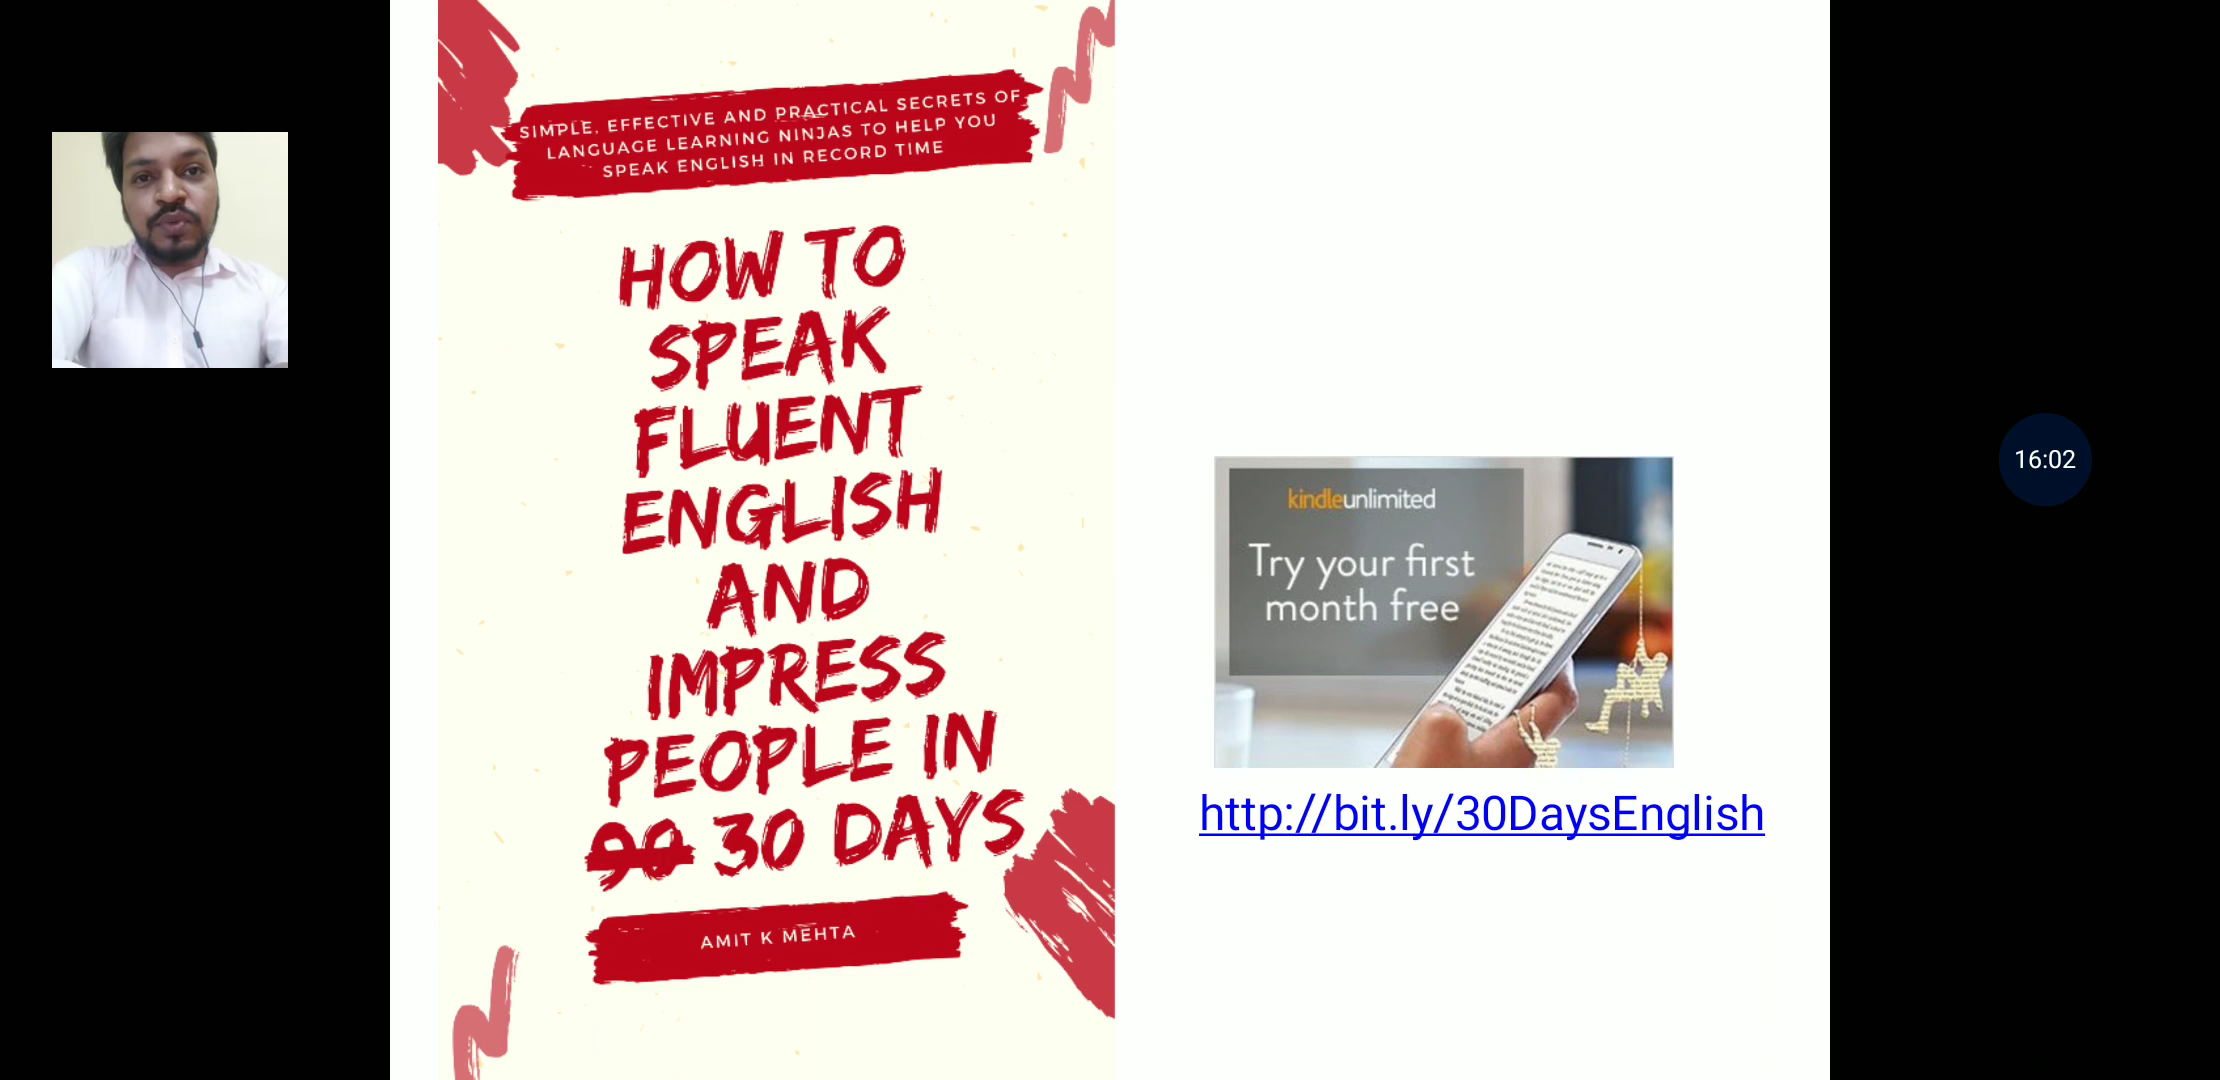 SIMPLE, EFFECTIVE AND PRACTICAL SECRETS OF
LANGUAGE LEARNING NINJAS TO HELP YOU
SPEAK ENGLISH IN RECORD TIME
HOW TO
SPEAK
FLUENT
ENGLISH
AND
IMPRESS
PEOPLE IN
90 30 DAYS
AMIT K MEHTA
kindleunlimited
Try your first
month free
http://bit.ly/30DaysEnglish
16:02